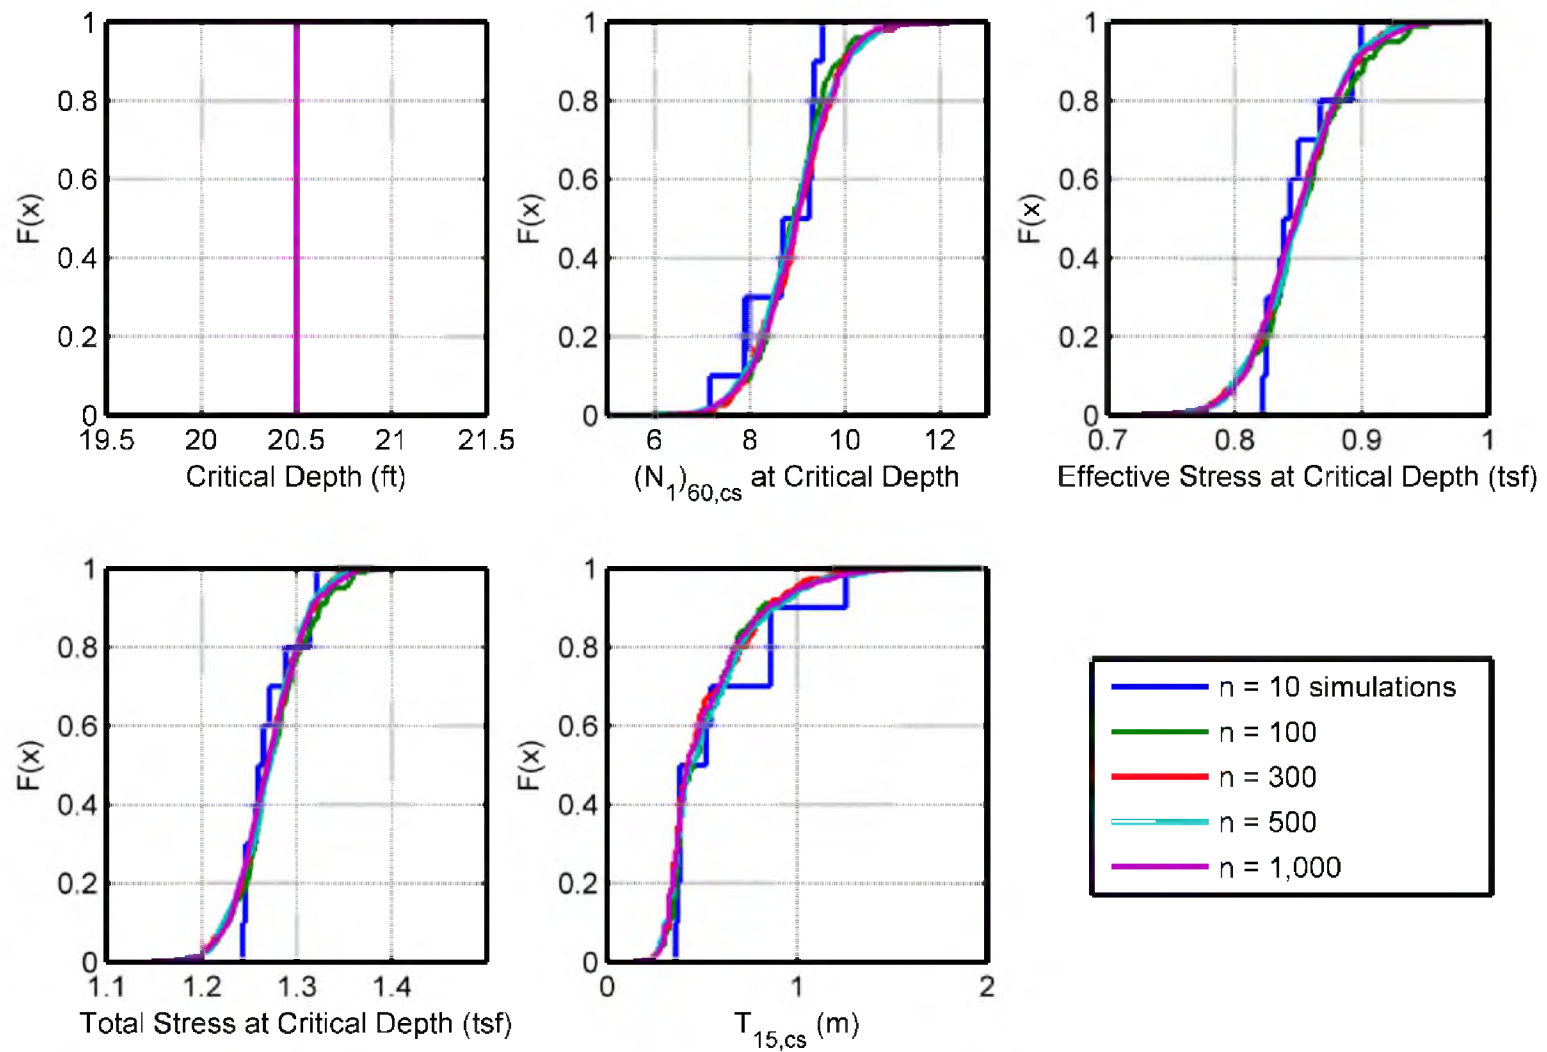 1
0.8
0.6
0.4
0.2
0
F(x)
19.5 20 20.5 21 21.5
Critical Depth (ft)
1
0.8
0.6
0.4
0.2
0
F(x)
6 8 10 12
(N1)60,cs at Critical Depth
1
0.8
0.6
0.4
0.2
0
F(x)
0.7 0.8 0.9 1
Effective Stress at Critical Depth (tsf)
1
0.8
0.6
0.4
0.2
0
F(x)
1.1 1.2 1.3 1.4
Total Stress at Critical Depth (tsf)
1
0.8
0.6
0.4
0.2
0
F(x)
0 1 2
T15,cs (m)
n = 10 simulations
n = 100
n = 300
n = 500
n = 1,000